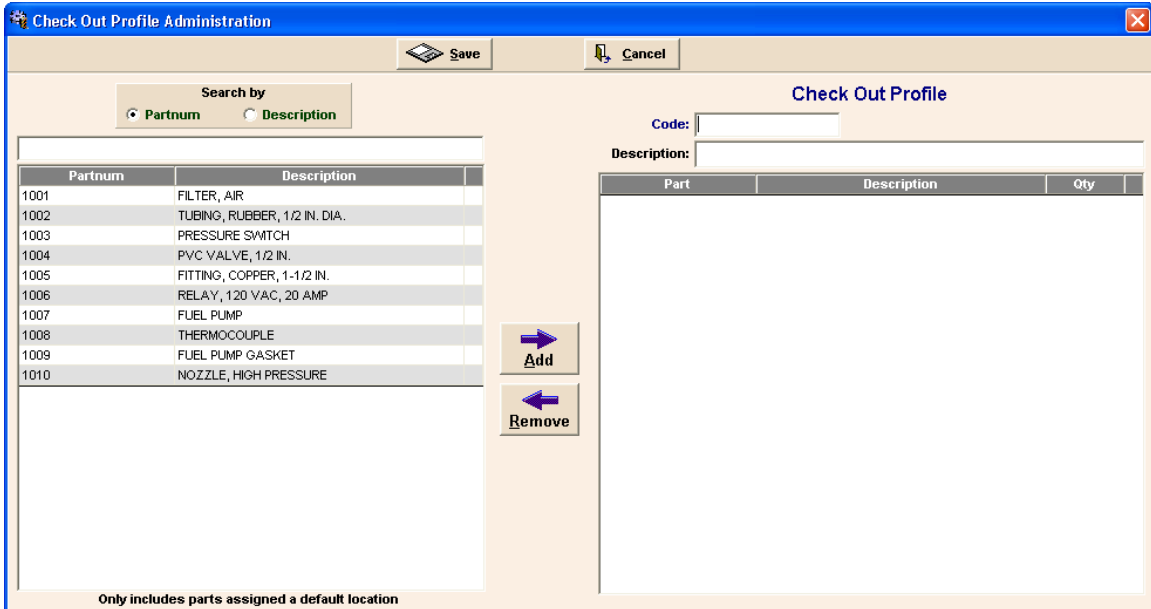 Check Out Profile Administration
Save
Cancel
Search by
Partnum
Description
Partnum Description
1001 FILTER, AIR
1002 TUBING, RUBBER, 1/2 IN. DIA.
1003 PRESSURE SWITCH
1004 PVC VALVE, 1/2 IN.
1005 FITTING, COPPER, 1-1/2 IN.
1006 RELAY, 120 VAC, 20 AMP
1007 FUEL PUMP
1008 THERMOCOUPLE
1009 FUEL PUMP GASKET
1010 NOZZLE, HIGH PRESSURE
Only includes parts assigned a default location
Add
Remove
Check Out Profile
Code:
Description:
Part Description Qty